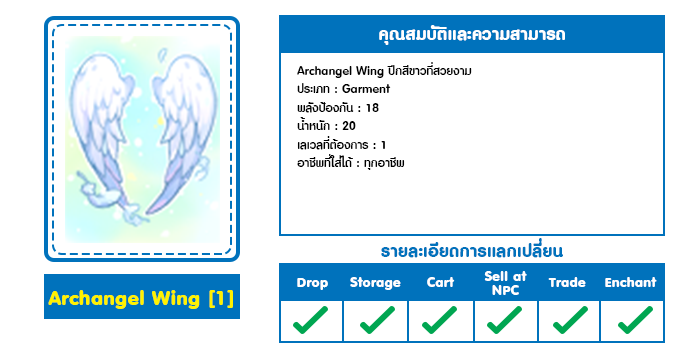 คุณสมบัติและความสามารถ
Archangel Wing ปีกสีขาวที่สวยงาม
ประเภท : Garment
พลังป้องกัน : 18
น้ำหนัก : 20
เลเวลที่ต้องการ : 1
อาชีพที่ใส่ได้ : ทุกอาชีพ
Archangel Wing [1]
รายละเอียดการแลกเปลี่ยน
Drop Storage Cart Sell at NPC Trade Enchant